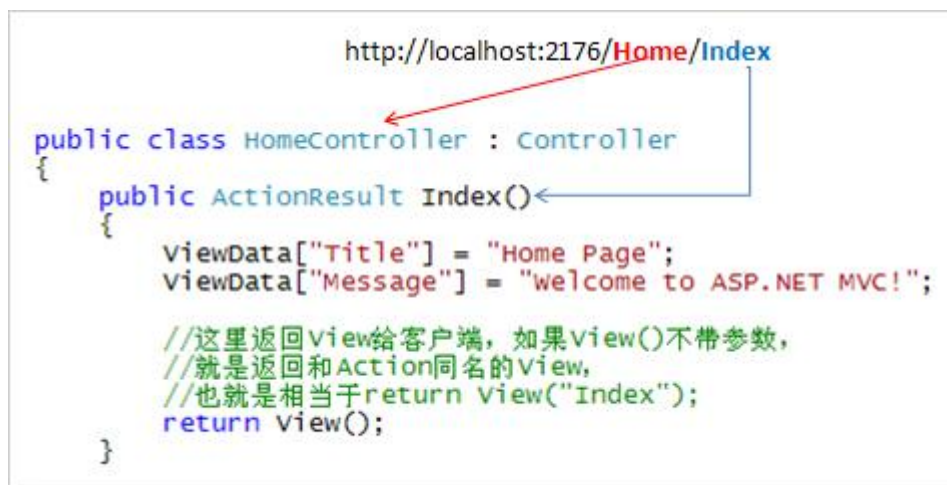 http://localhost:2176/Home/Index
public class HomeController : Controller
{
public ActionResult Index()
{
ViewData["Title"] = "Home Page";
ViewData["Message"] = "Welcome to ASP.NET MVC!";
//这里返回View给客户端，如果View()不带参数，
//就是返回和Action同名的View，
//也就是相当于return View("Index");
return View();
}